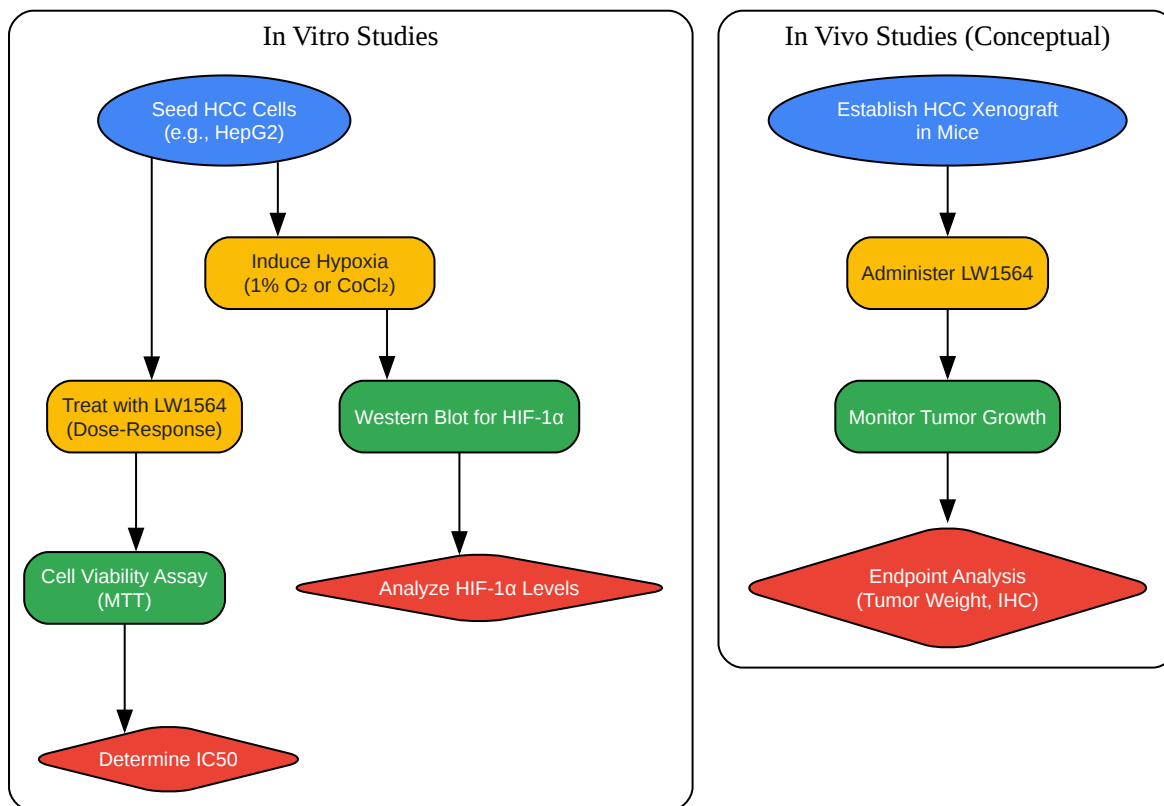 In Vitro Studies
Seed HCC Cells
(e.g., HepG2)
Induce Hypoxia
(1% O₂ or CoCl₂)
Treat with LW1564
(Dose-Response)
Western Blot for HIF-1α
Cell Viability Assay
(MTT)
Analyze HIF-1α Levels
Determine IC50
In Vivo Studies (Conceptual)
Establish HCC Xenograft
in Mice
Administer LW1564
Monitor Tumor Growth
Endpoint Analysis
(Tumor Weight, IHC)